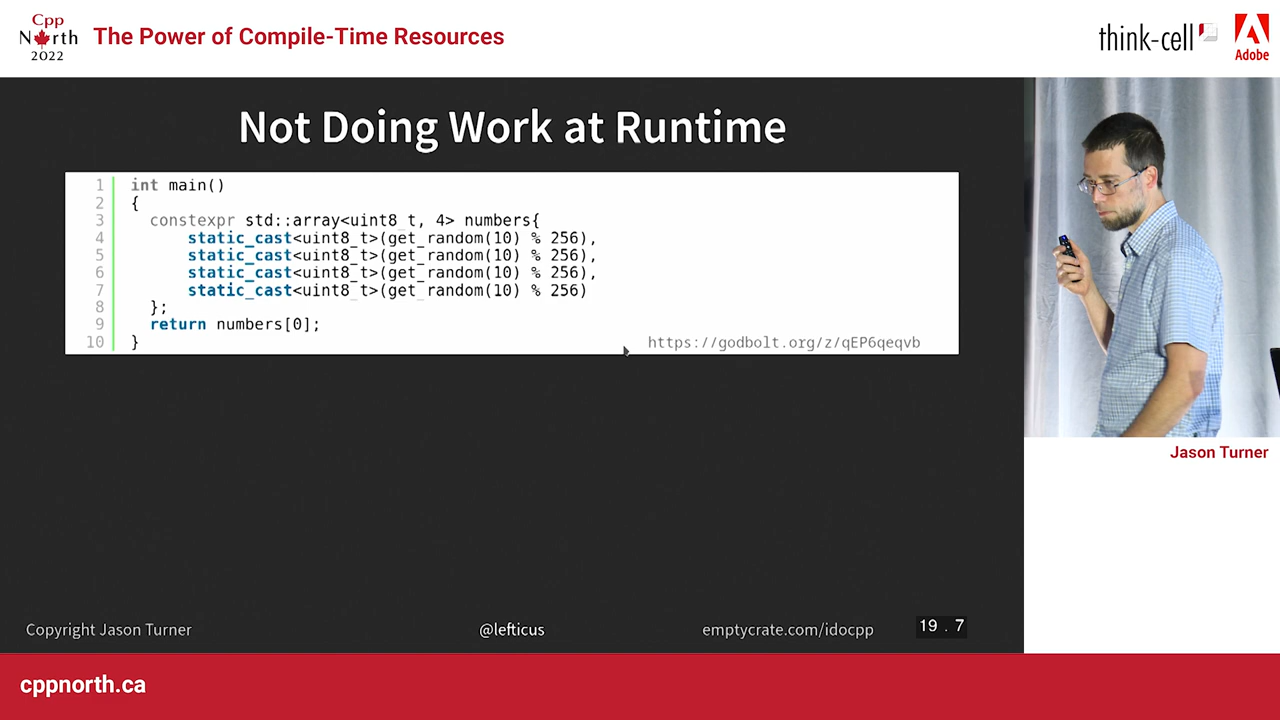 Cpp
North
2022
The Power of Compile-Time Resources
think-cell
Adobe
Not Doing Work at Runtime
1 int main()
2 {
3   constexpr std::array<uint8_t, 4> numbers{
4       static_cast<uint8_t>(get_random(10) % 256),
5       static_cast<uint8_t>(get_random(10) % 256),
6       static_cast<uint8_t>(get_random(10) % 256),
7       static_cast<uint8_t>(get_random(10) % 256)
8   };
9   return numbers[0];
10 }
https://godbolt.org/z/qEP6qeqvb
Jason Turner
Copyright Jason Turner
@lefticus
emptycrate.com/idocpp
19 . 7
cppnorth.ca